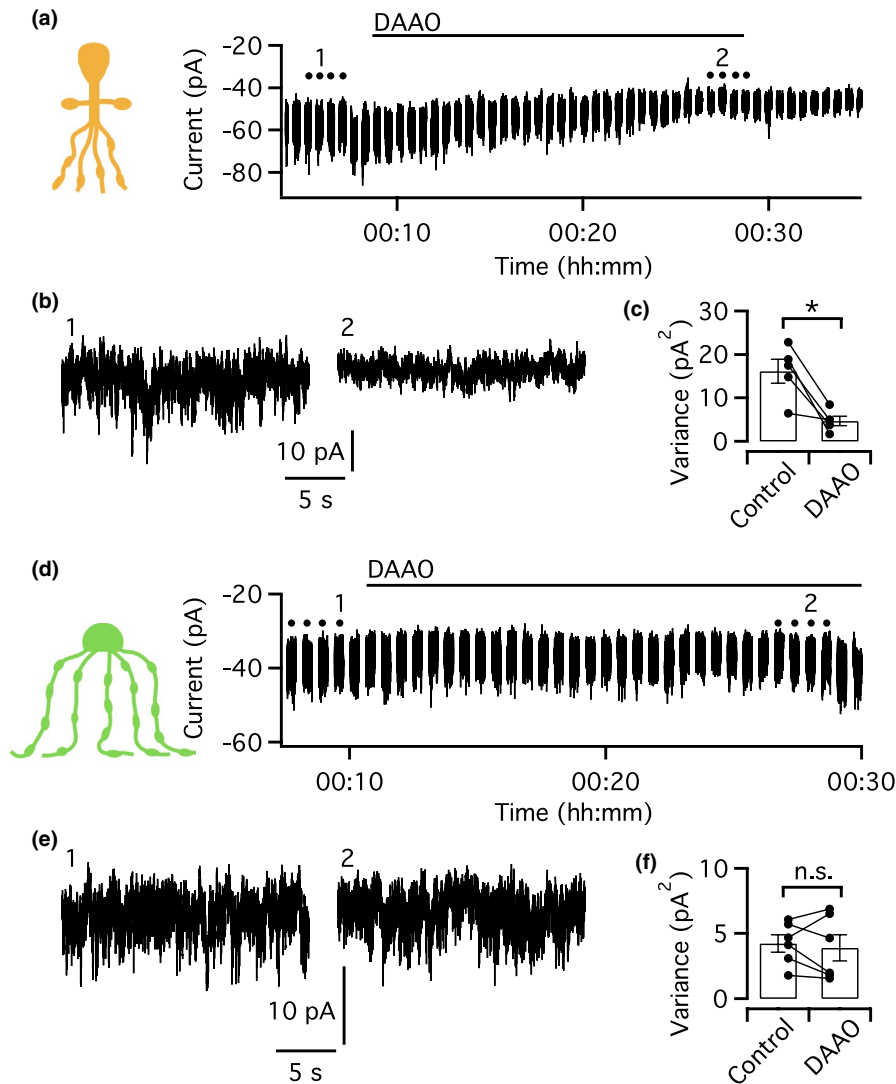 (a)
DAAO
1
2
Current (pA)
-20
-40
-60
-80
00:10
00:20
00:30
Time (hh:mm)
(b)
1
2
10 pA
5 s
(c)
*
Variance (pA²)
30
20
10
0
Control
DAAO
(d)
DAAO
1
2
Current (pA)
-20
-40
-60
00:10
00:20
00:30
Time (hh:mm)
(e)
1
2
10 pA
5 s
(f)
n.s.
Variance (pA²)
10
5
0
Control
DAAO